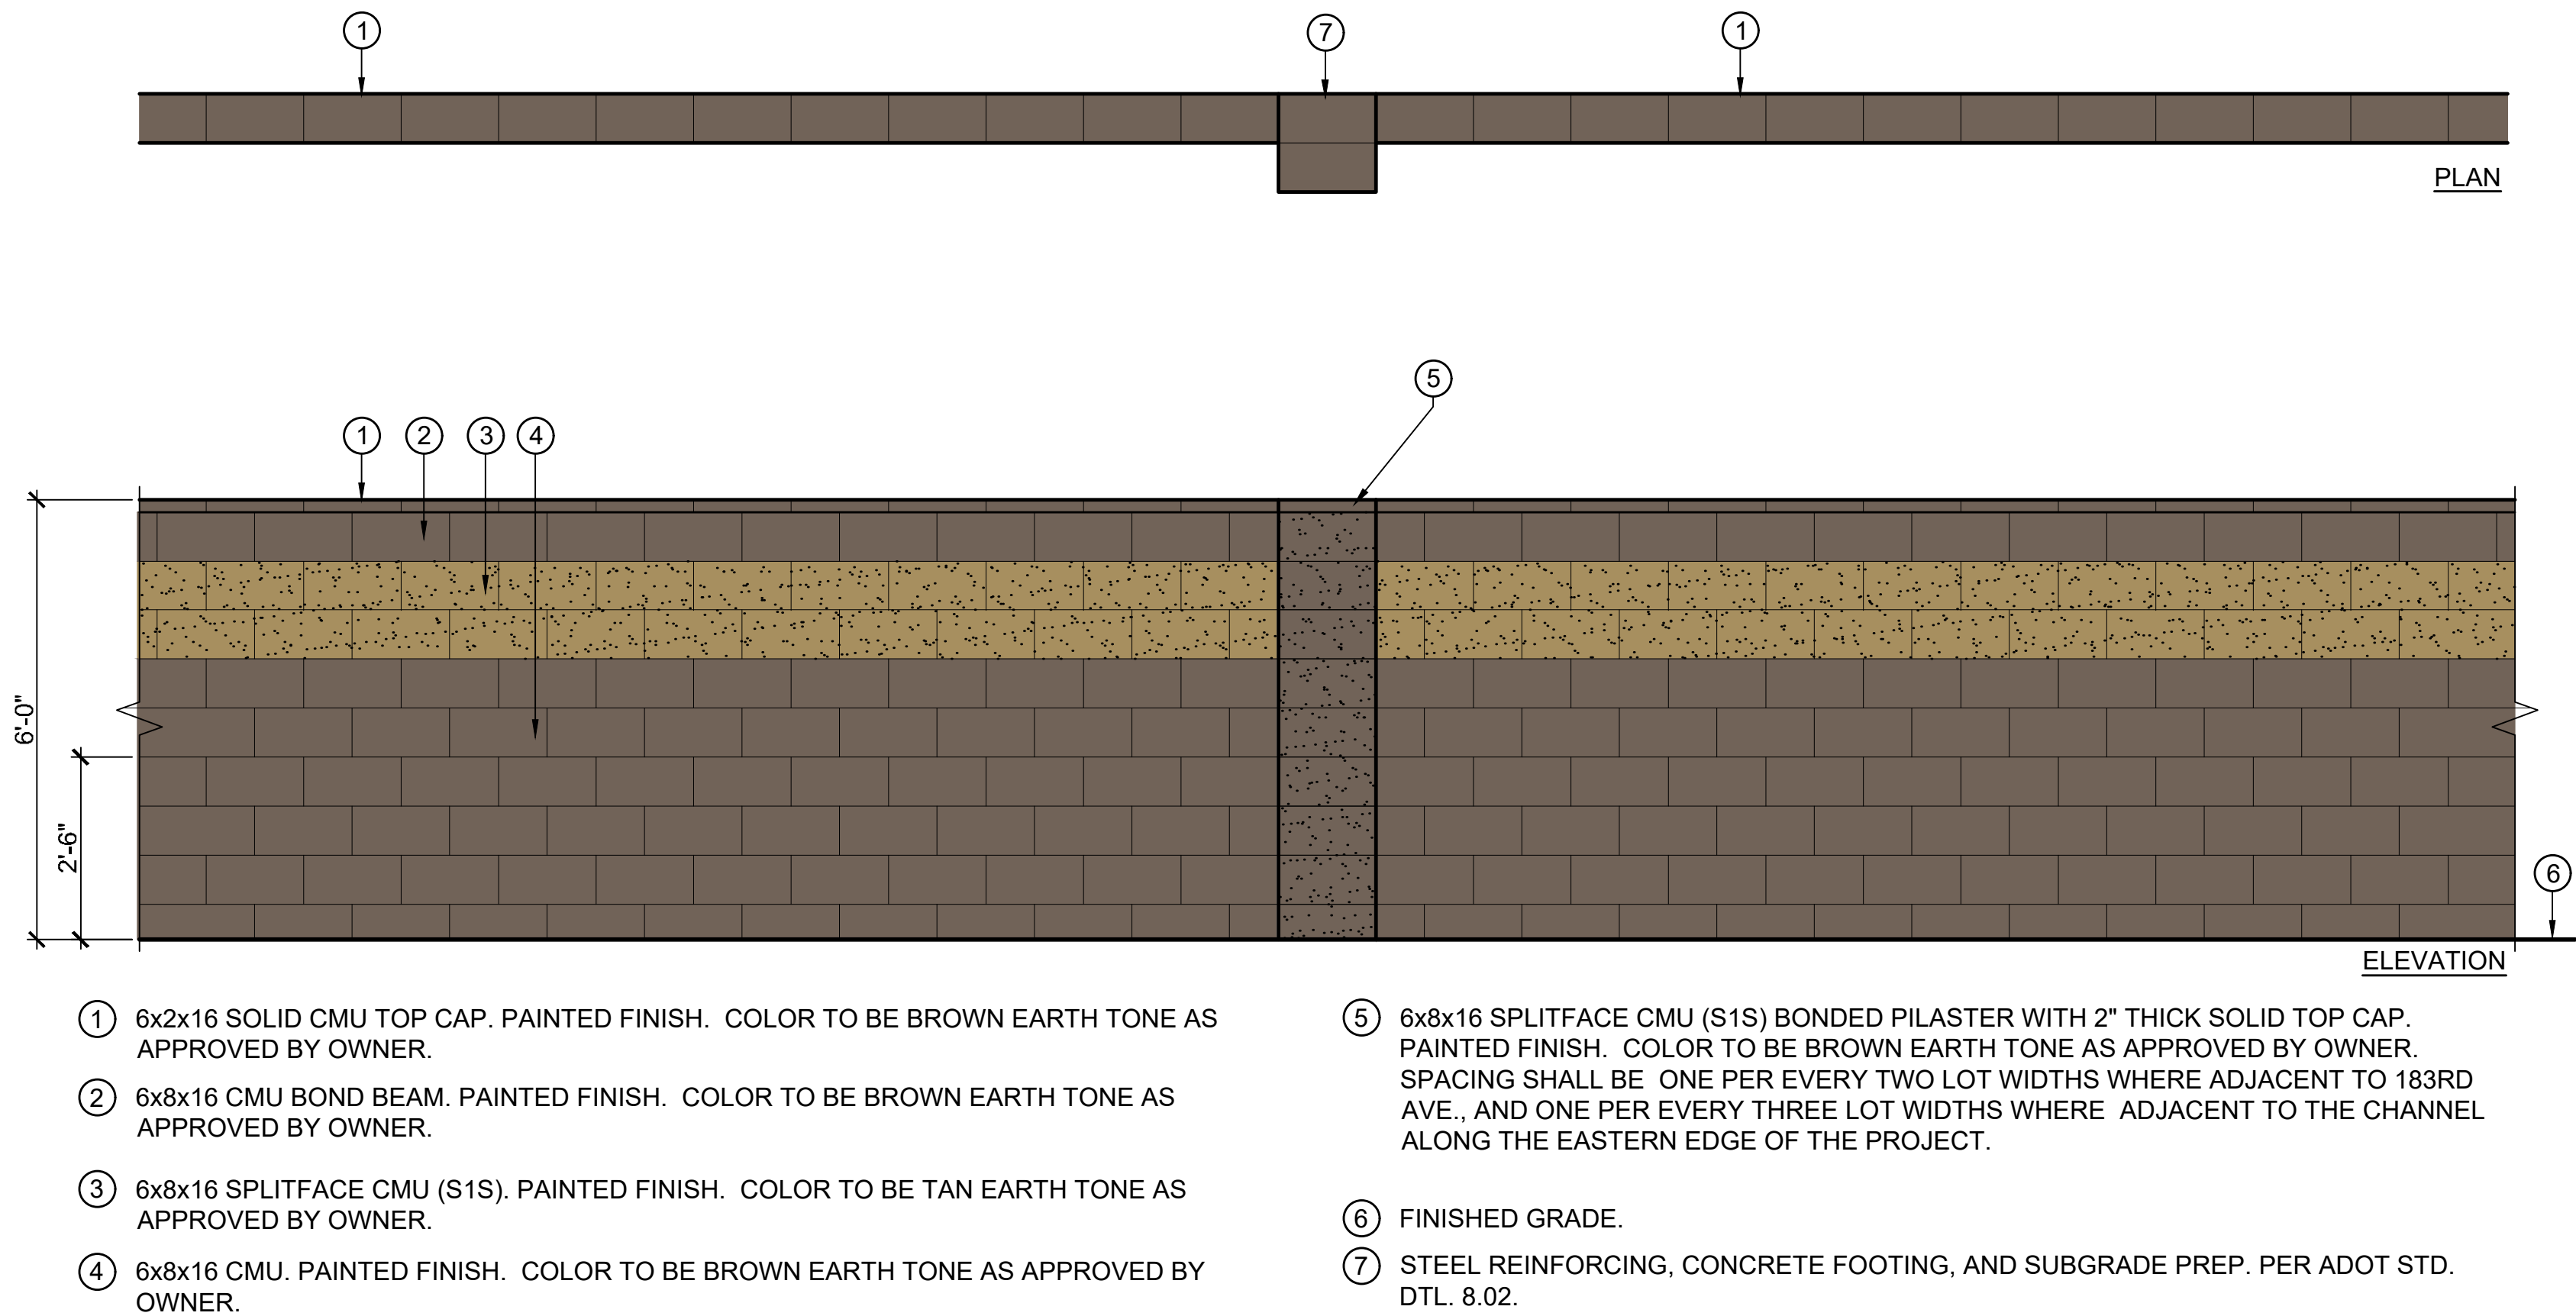 1 7 1
PLAN
5
1 2 3 4
6'-0"
2'-6"
6
ELEVATION
1 6x2x16 SOLID CMU TOP CAP. PAINTED FINISH. COLOR TO BE BROWN EARTH TONE AS
APPROVED BY OWNER.
2 6x8x16 CMU BOND BEAM. PAINTED FINISH. COLOR TO BE BROWN EARTH TONE AS
APPROVED BY OWNER.
3 6x8x16 SPLITFACE CMU (S1S). PAINTED FINISH. COLOR TO BE TAN EARTH TONE AS
APPROVED BY OWNER.
4 6x8x16 CMU. PAINTED FINISH. COLOR TO BE BROWN EARTH TONE AS APPROVED BY
OWNER.
5 6x8x16 SPLITFACE CMU (S1S) BONDED PILASTER WITH 2" THICK SOLID TOP CAP.
PAINTED FINISH. COLOR TO BE BROWN EARTH TONE AS APPROVED BY OWNER.
SPACING SHALL BE ONE PER EVERY TWO LOT WIDTHS WHERE ADJACENT TO 183RD
AVE., AND ONE PER EVERY THREE LOT WIDTHS WHERE ADJACENT TO THE CHANNEL
ALONG THE EASTERN EDGE OF THE PROJECT.
6 FINISHED GRADE.
7 STEEL REINFORCING, CONCRETE FOOTING, AND SUBGRADE PREP. PER ADOT STD.
DTL. 8.02.